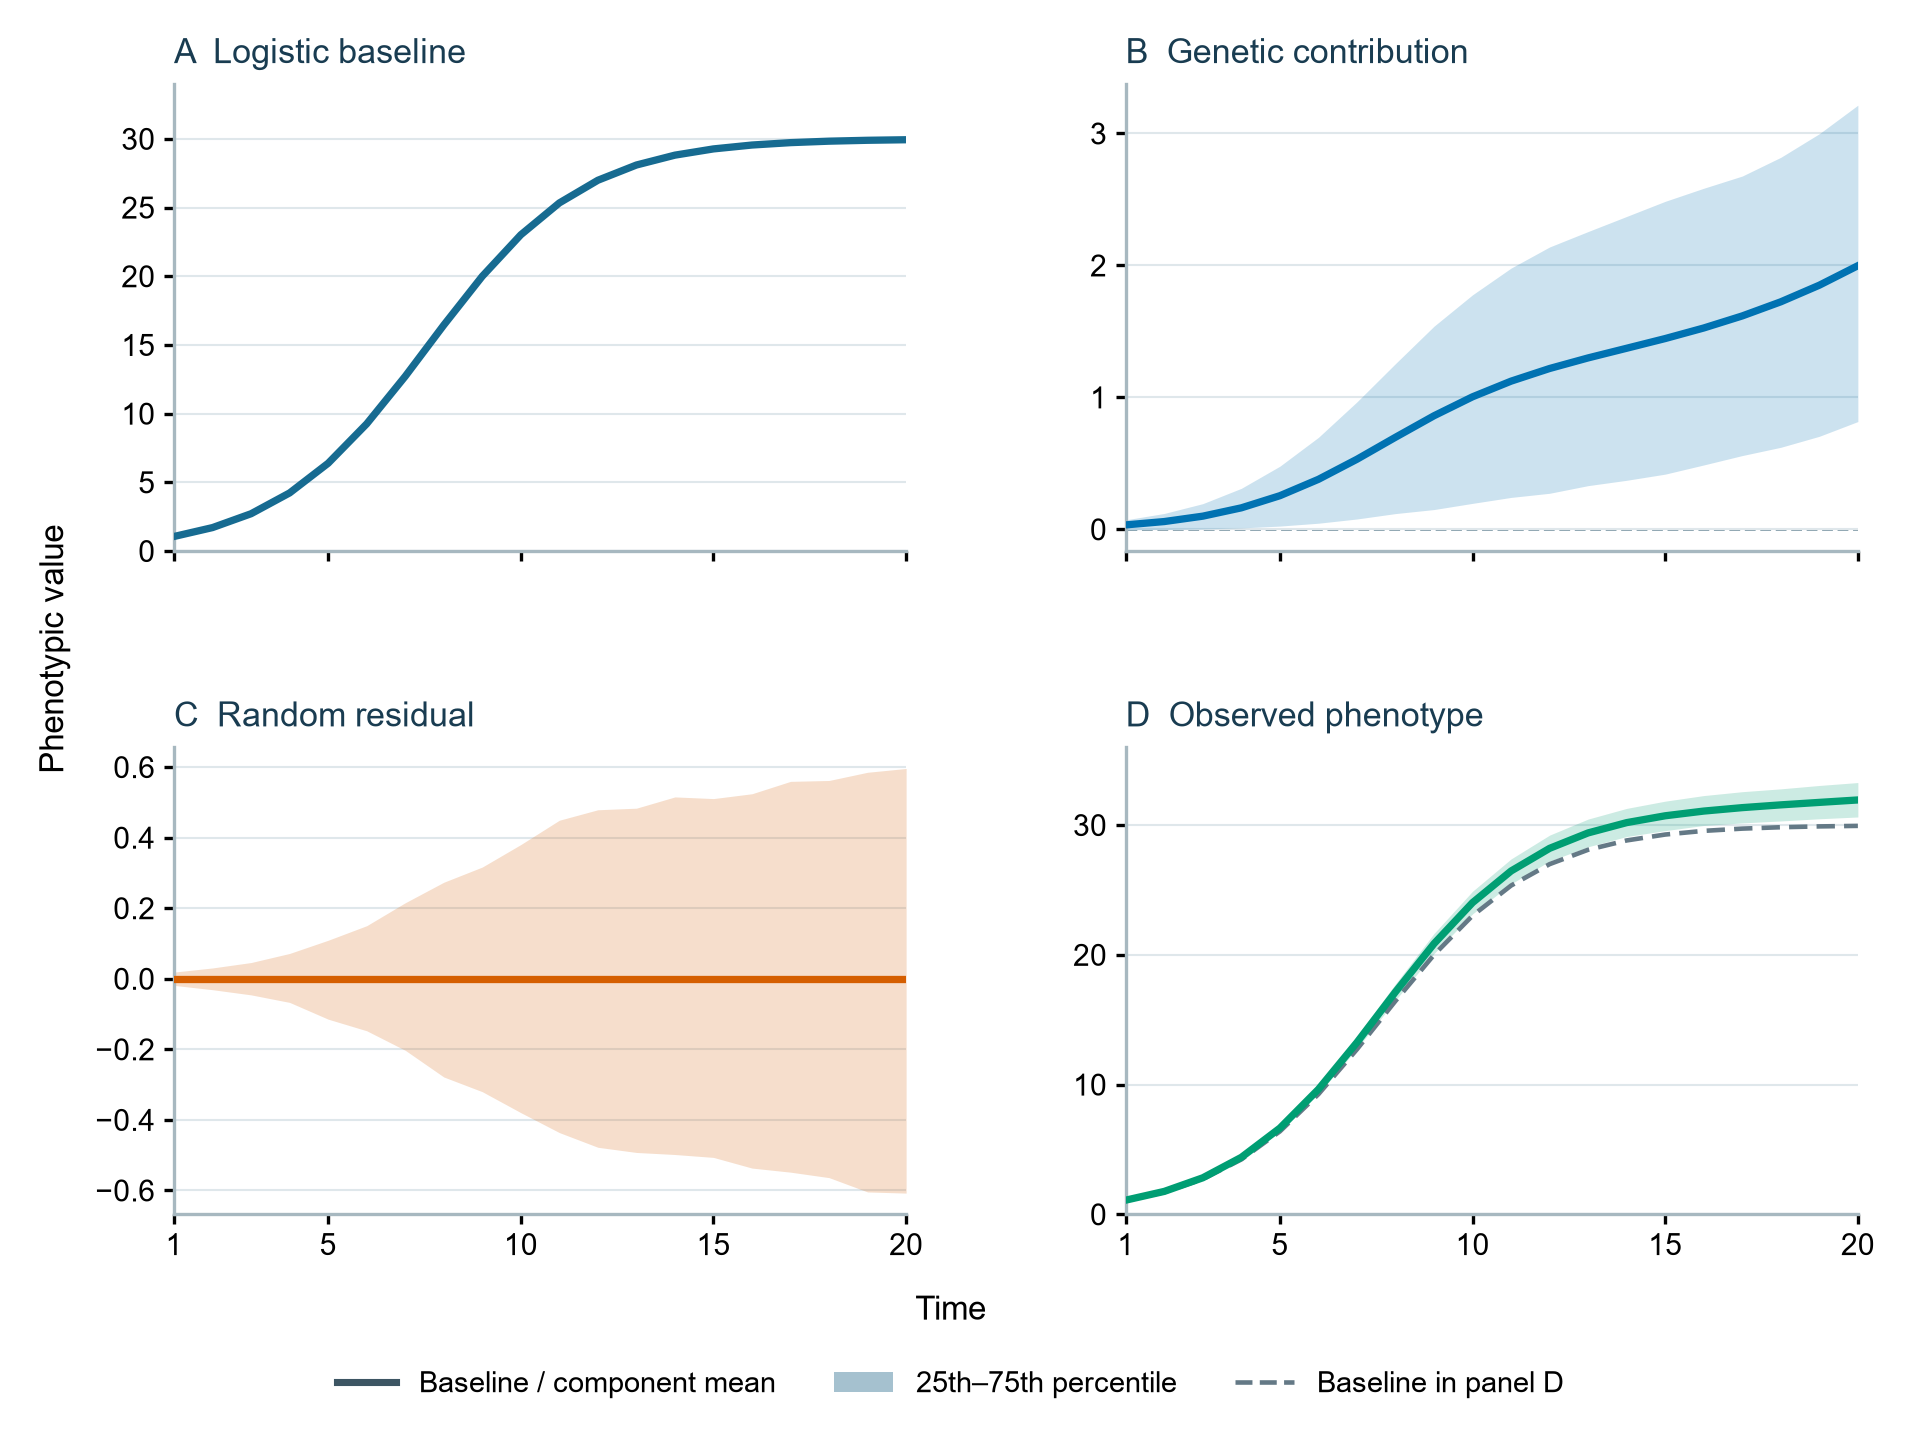 A Logistic baseline
30
25
20
15
10
5
0
B Genetic contribution
3
2
1
0
Phenotypic value
C Random residual
0.6
0.4
0.2
0.0
−0.2
−0.4
−0.6
1 5 10 15 20
D Observed phenotype
30
20
10
0
1 5 10 15 20
Time
Baseline / component mean 25th–75th percentile Baseline in panel D